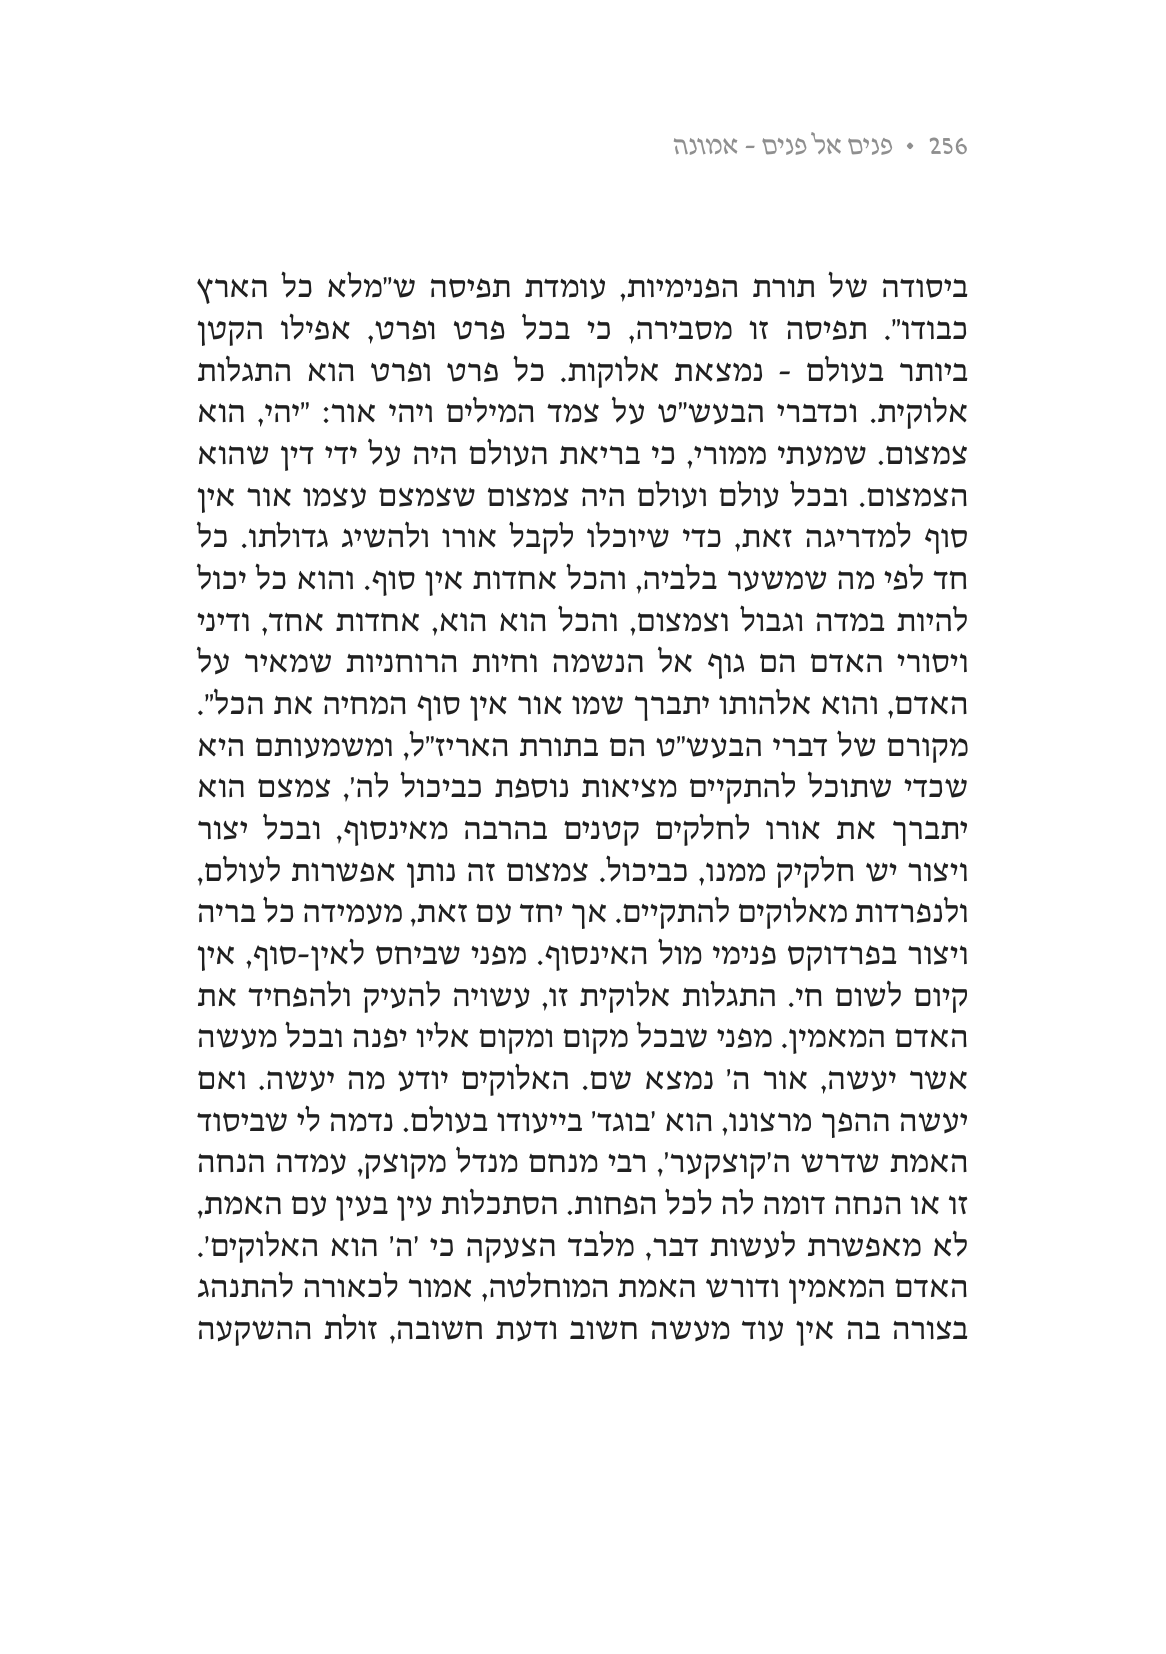 256 • פנים אל פנים – אמונה
ביסודה של תורת הפנימיות, עומדת תפיסה ש"מלא כל הארץ
כבודו". תפיסה זו מסבירה, כי בכל פרט ופרט, אפילו הקטן
ביותר בעולם – נמצאת אלוקות. כל פרט ופרט הוא התגלות
אלוקית. וכדברי הבעש"ט על צמד המילים ויהי אור: "יהי, הוא
צמצום. שמעתי ממורי, כי בריאת העולם היה על ידי דין שהוא
הצמצום. ובכל עולם ועולם היה צמצום שצמצם עצמו אור אין
סוף למדריגה זאת, כדי שיוכלו לקבל אורו ולהשיג גדולתו. כל
חד לפי מה שמשער בלביה, והכל אחדות אין סוף. והוא כל יכול
להיות במדה וגבול וצמצום, והכל הוא הוא, אחדות אחד, ודיני
ויסורי האדם הם גוף אל הנשמה וחיות הרוחניות שמאיר על
האדם, והוא אלהותו יתברך שמו אור אין סוף המחיה את הכל".
מקורם של דברי הבעש"ט הם בתורת האריז"ל, ומשמעותם היא
שכדי שתוכל להתקיים מציאות נוספת כביכול לה', צמצם הוא
יתברך את אורו לחלקים קטנים בהרבה מאינסוף, ובכל יצור
ויצור יש חלקיק ממנו, כביכול. צמצום זה נותן אפשרות לעולם,
ולנפרדות מאלוקים להתקיים. אך יחד עם זאת, מעמידה כל בריה
ויצור בפרדוקס פנימי מול האינסוף. מפני שביחס לאין-סוף, אין
קיום לשום חי. התגלות אלוקית זו, עשויה להעיק ולהפחיד את
האדם המאמין. מפני שבכל מקום ומקום אליו יפנה ובכל מעשה
אשר יעשה, אור ה' נמצא שם. האלוקים יודע מה יעשה. ואם
יעשה ההפך מרצונו, הוא 'בוגד' בייעודו בעולם. נדמה לי שביסוד
האמת שדרש ה'קוצקער', רבי מנחם מנדל מקוצק, עמדה הנחה
זו או הנחה דומה לה לכל הפחות. הסתכלות עין בעין עם האמת,
לא מאפשרת לעשות דבר, מלבד הצעקה כי 'ה' הוא האלוקים'.
האדם המאמין ודורש האמת המוחלטה, אמור לכאורה להתנהג
בצורה בה אין עוד מעשה חשוב ודעת חשובה, זולת ההשקעה